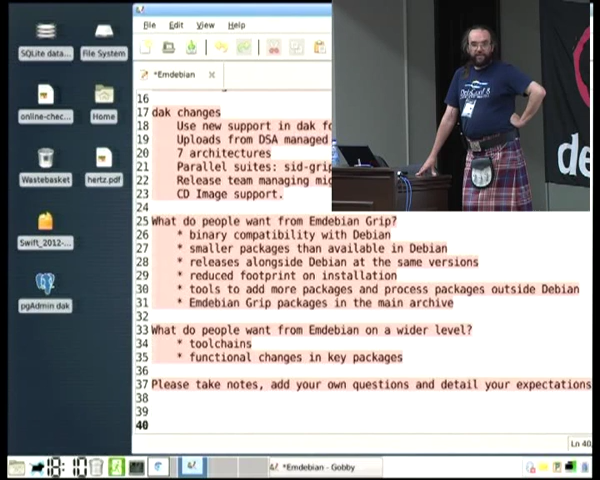 File Edit View Help
*Emdebian
SQLite data...
File System
online-chec...
Home
Wastebasket
hertz.pdf
Swift_2012-...
pgAdmin dak
16
17 dak changes
18 Use new support in dak fo
19 Uploads from DSA managed
20 7 architectures
21 Parallel suites: sid-grip
22 Release team managing mig
23 CD Image support.
24
25 What do people want from Emdebian Grip?
26 * binary compatibility with Debian
27 * smaller packages than available in Debian
28 * releases alongside Debian at the same versions
29 * reduced footprint on installation
30 * tools to add more packages and process packages outside Debian
31 * Emdebian Grip packages in the main archive
32
33 What do people want from Emdebian on a wider level?
34 * toolchains
35 * functional changes in key packages
36
37 Please take notes, add your own questions and detail your expectations
38
39
40
Ln 40
18:10
*Emdebian - Gobby
de